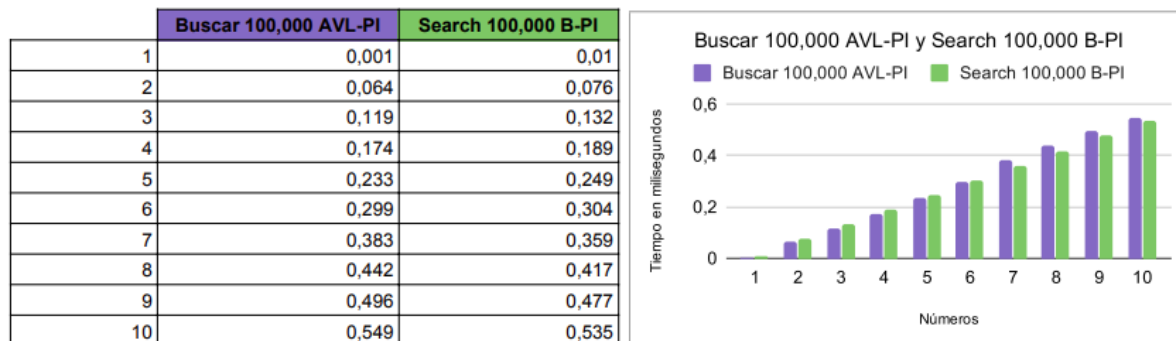 Buscar 100,000 AVL-PI Search 100,000 B-PI
1 0,001 0,01
2 0,064 0,076
3 0,119 0,132
4 0,174 0,189
5 0,233 0,249
6 0,299 0,304
7 0,383 0,359
8 0,442 0,417
9 0,496 0,477
10 0,549 0,535
Buscar 100,000 AVL-PI y Search 100,000 B-PI
Buscar 100,000 AVL-PI Search 100,000 B-PI
Tiempo en milisegundos
0,6
0,4
0,2
0
1 2 3 4 5 6 7 8 9 10
Números